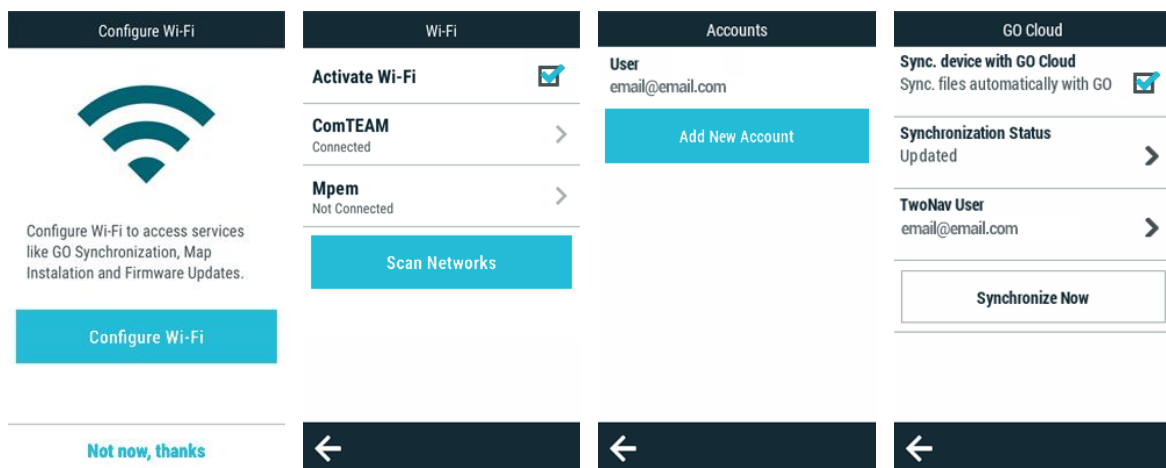 Configure Wi-Fi
Configure Wi-Fi to access services
like GO Synchronization, Map
Instalation and Firmware Updates.
Configure Wi-Fi
Not now, thanks
Wi-Fi
Activate Wi-Fi
ComTEAM
Connected
Mpem
Not Connected
Scan Networks
Accounts
User
email@email.com
Add New Account
GO Cloud
Sync. device with GO Cloud
Sync. files automatically with GO
Synchronization Status
Updated
TwoNav User
email@email.com
Synchronize Now